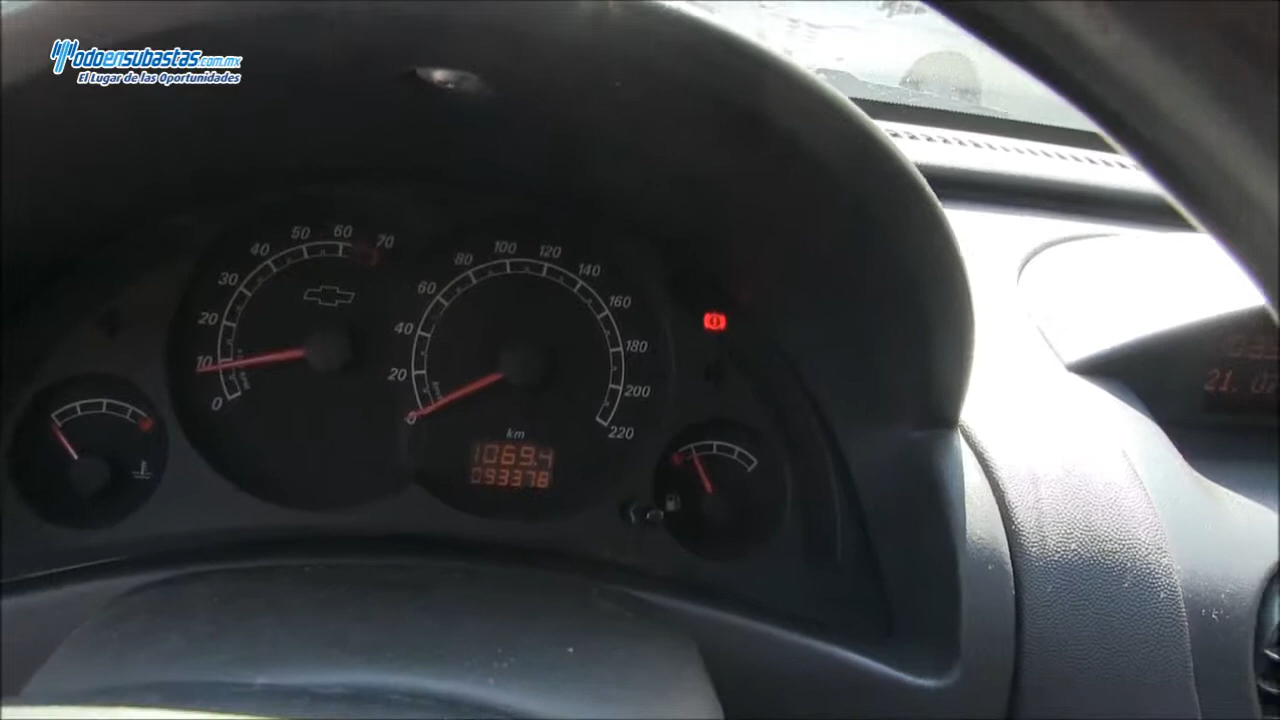 Todoensubastas.com.mx
El Lugar de las Oportunidades
0 10 20 30 40 50 60 70
0 20 40 60 80 100 120 140 160 180 200 220
km
1069.4
093378
21. 02